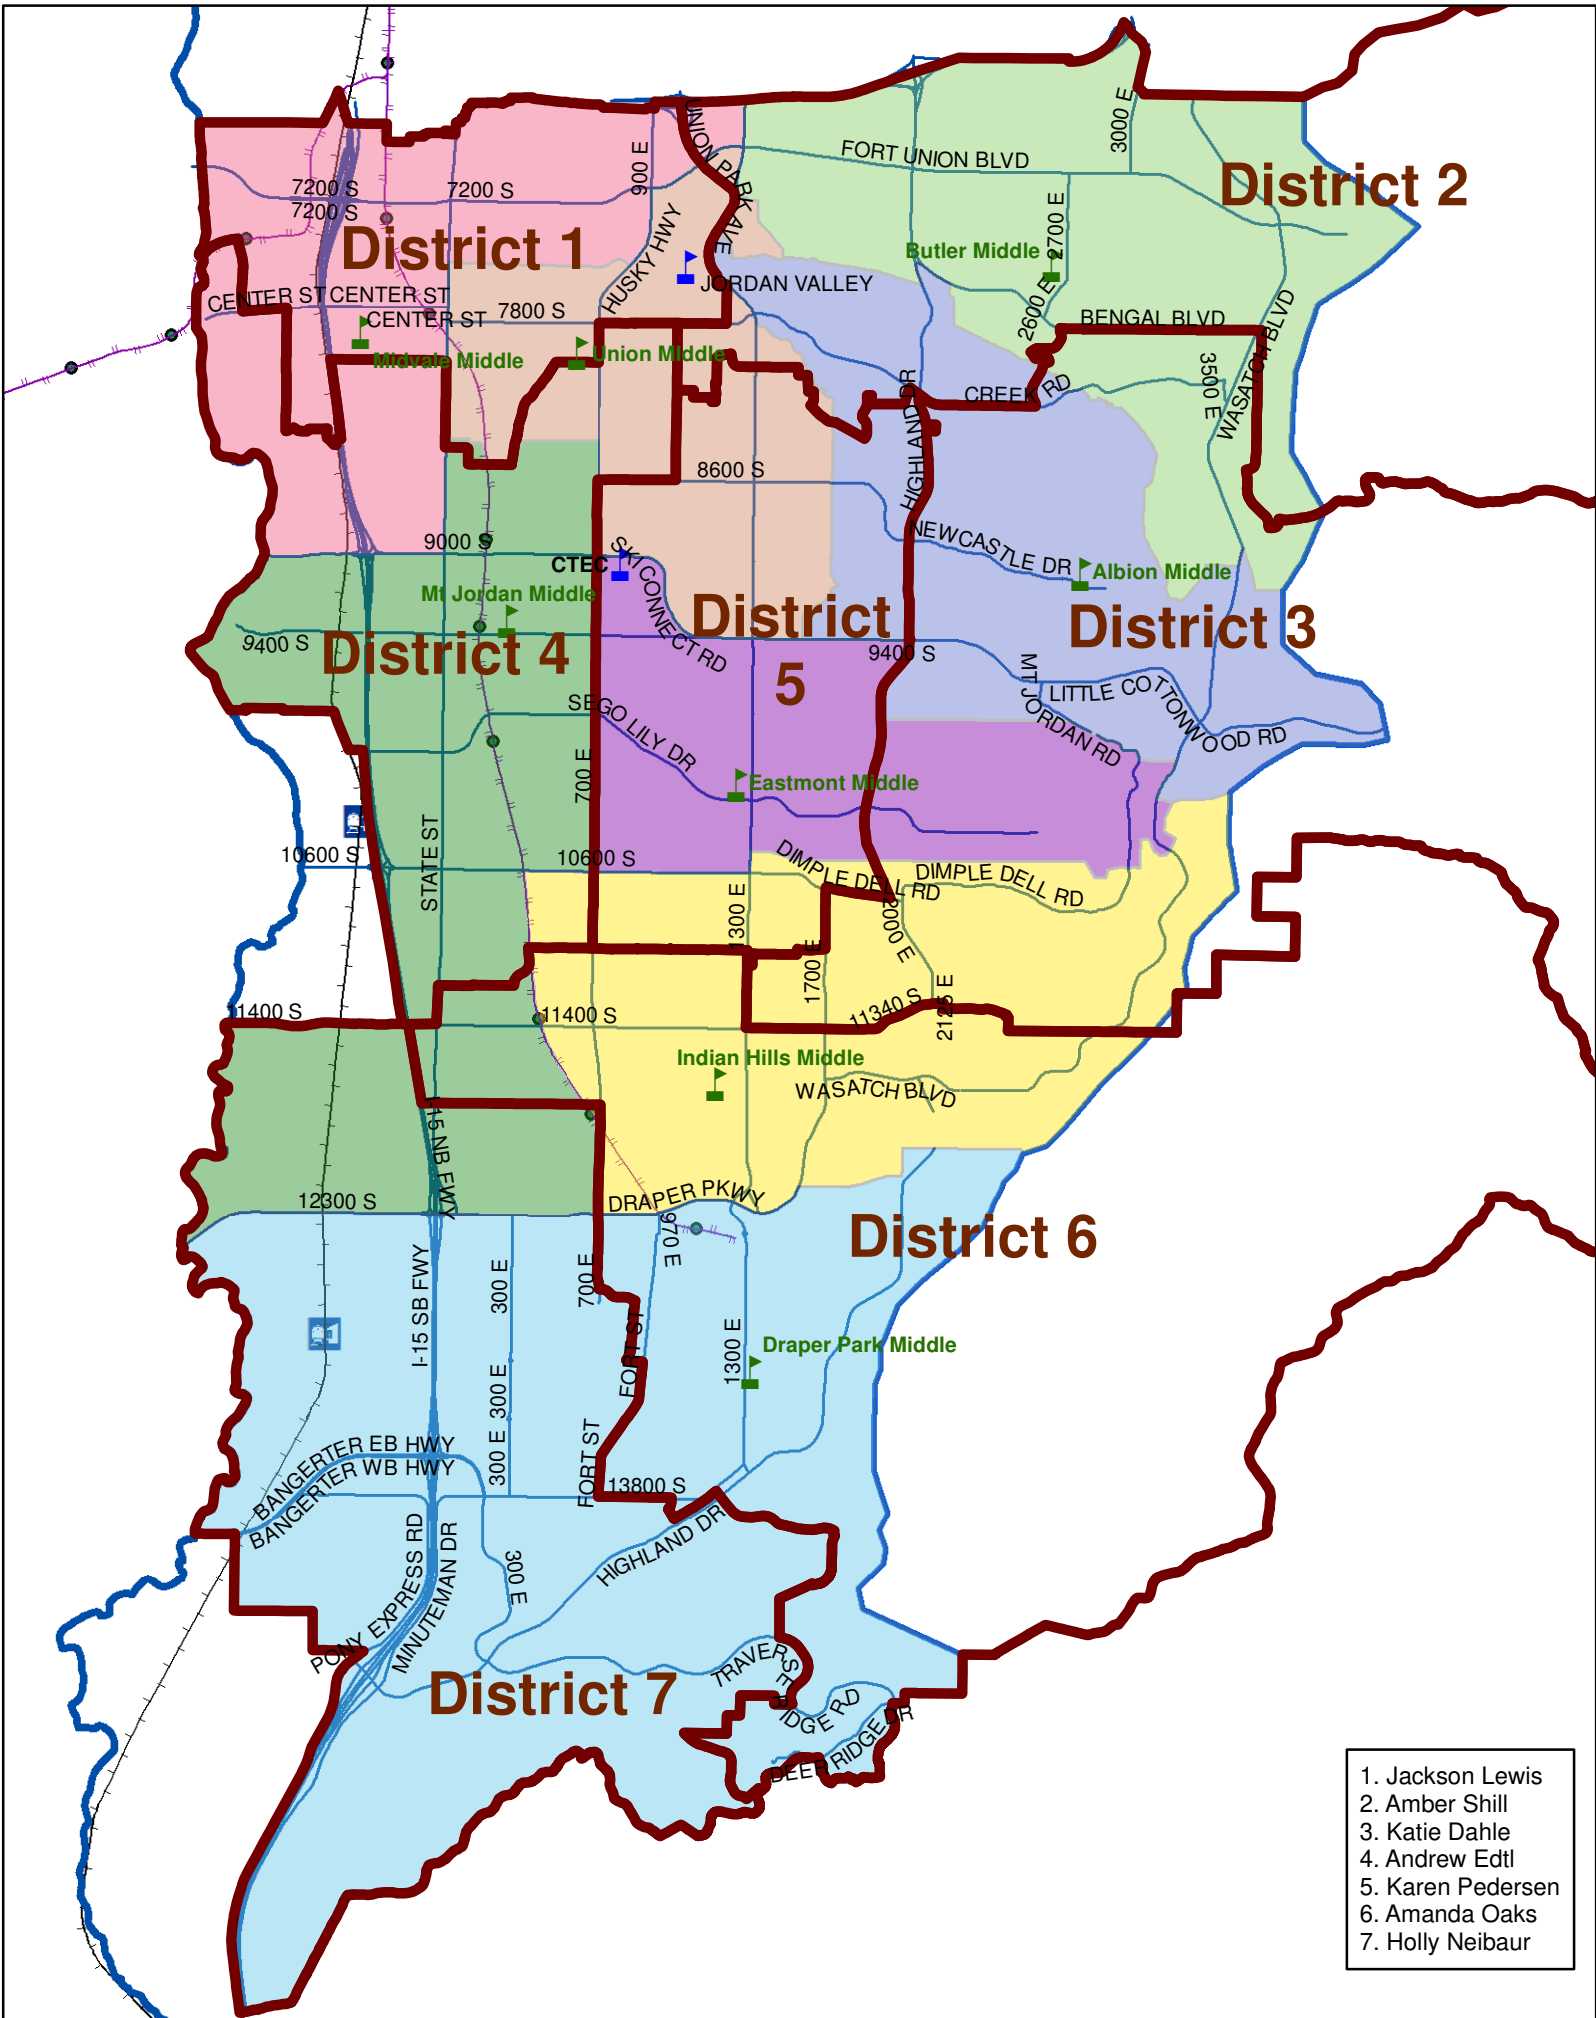 UNION PARK AVE
900 E
3000 E
FORT UNION BLVD
District 2
7200 S
7200 S
7200 S
2700 E
HUSKY HWY
District 1
Butler Middle
JORDAN VALLEY
CENTER ST
CENTER ST
7800 S
CENTER ST
2600 E
BENGAL BLVD
WASATCH BLVD
Midvale Middle
Union Middle
3500 E
CREEK RD
HIGHLAND DR
8600 S
9000 S
NEWCASTLE DR
SKI CONNECT RD
CTEC
Albion Middle
Mt Jordan Middle
District
5
District 3
9400 S
District 4
9400 S
MT JORDAN RD
LITTLE COTTONWOOD RD
SEGO LILY DR
700 E
Eastmont Middle
STATE ST
10600 S
10600 S
DIMPLE DELL RD
DIMPLE DELL RD
1300 E
2000 E
1700 E
2125 E
11400 S
11400 S
11340 S
Indian Hills Middle
WASATCH BLVD
I-15 NB FWY
12300 S
DRAPER PKWY
970 E
District 6
I-15 SB FWY
300 E
700 E
FORT ST
FORT ST
1300 E
Draper Park Middle
300 E
300 E
FORT ST
BANGERTER EB HWY
BANGERTER WB HWY
13800 S
HIGHLAND DR
PONY EXPRESS RD
MINUTEMAN DR
300 E
TRAVERSE RIDGE RD
District 7
DEER RIDGE DR
1. Jackson Lewis
2. Amber Shill
3. Katie Dahle
4. Andrew Edtl
5. Karen Pedersen
6. Amanda Oaks
7. Holly Neibaur